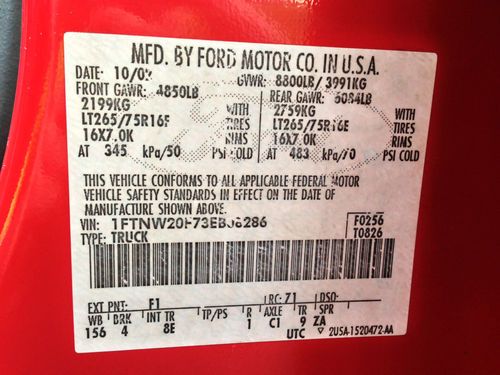 MFD. BY FORD MOTOR CO. IN U.S.A.
DATE: GVWR: 8800LB/ 3991KG
FRONT GAWR: 4850LB REAR GAWR: 6084LB
2199KG WITH 2759KG WITH
LT265/75R16E TIRES LT265/75R16E TIRES
16X7.0K RIMS 16X7.0K RIMS
AT 345 kPa/50 PSI COLD AT 483 kPa/70 PSI COLD
THIS VEHICLE CONFORMS TO ALL APPLICABLE FEDERAL MOTOR
VEHICLE SAFETY STANDARDS IN EFFECT ON THE DATE OF
MANUFACTURE SHOWN ABOVE.
VIN: F0256
TYPE: TRUCK T0826
EXT PNT: F1 RC: 71 DSO:
WB BRK INT TR TP/PS R AXLE TR SPR
156 4 8E 1 C1 9 ZA
UTC ▽ 2U5A-1520472-AA